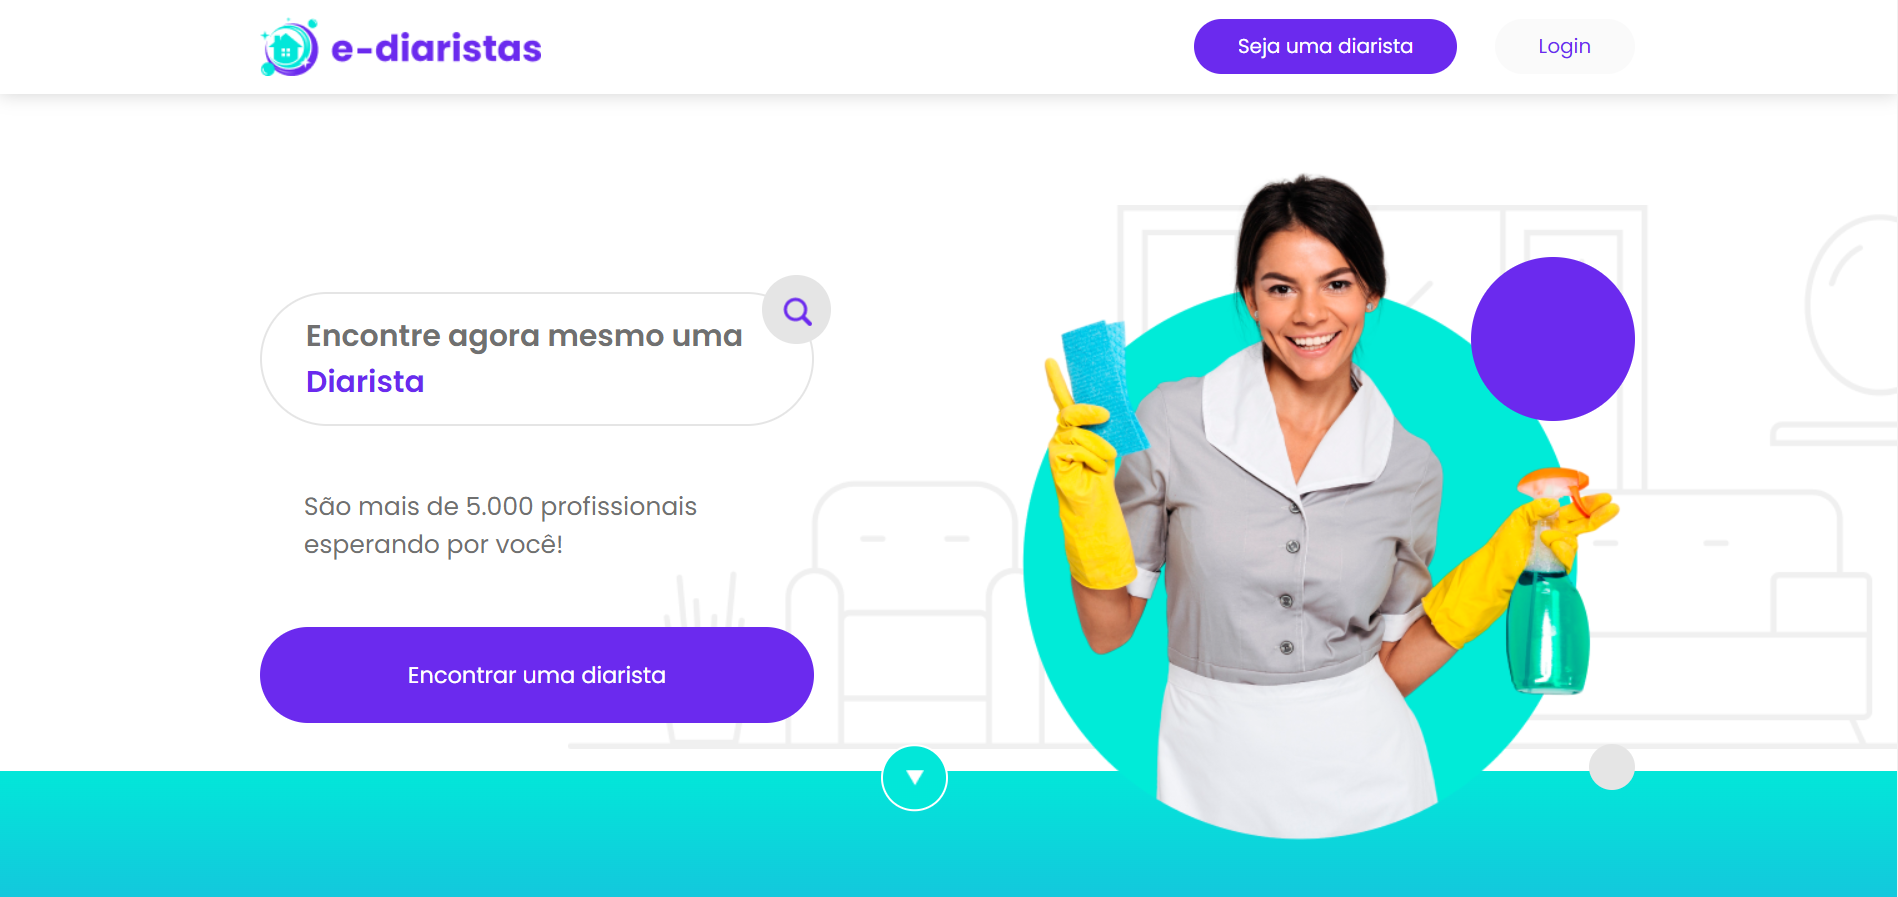 e-diaristas
Seja uma diarista
Login
Encontre agora mesmo uma
Diarista
São mais de 5.000 profissionais
esperando por você!
Encontrar uma diarista